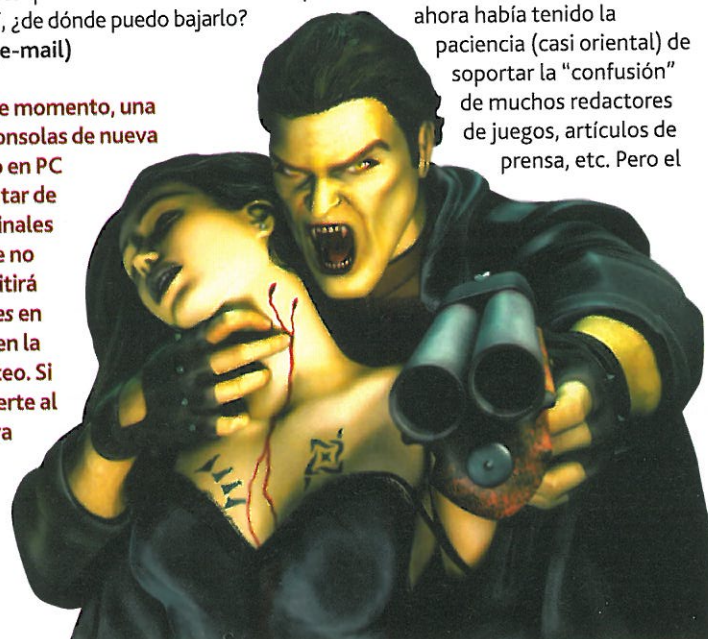 , ¿de dónde puedo bajarlo?
e-mail)
e momento, una
onsolas de nueva
o en PC
tar de
inales
e no
itirá
es en
en la
teo. Si
erte al
ra
ahora había tenido la
paciencia (casi oriental) de
soportar la “confusión”
de muchos redactores
de juegos, artículos de
prensa, etc. Pero el